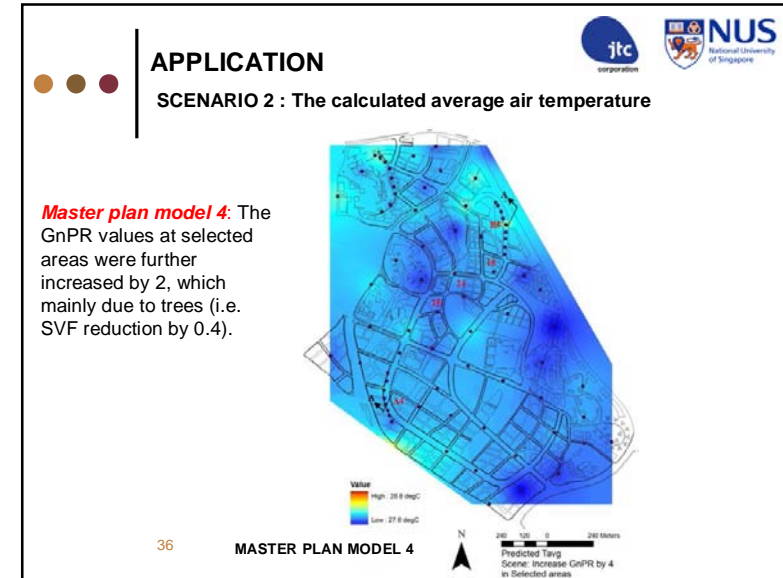 APPLICATION
jtc
corporation
NUS
National University
of Singapore
SCENARIO 2 : The calculated average air temperature
Master plan model 4: The
GnPR values at selected
areas were further
increased by 2, which
mainly due to trees (i.e.
SVF reduction by 0.4).
Value
High : 28.8 degC
Low : 27.6 degC
36
MASTER PLAN MODEL 4
N
240 120 0 240 Meters
Predicted Tavg
Scene: Increase GnPR by 4
in Selected areas